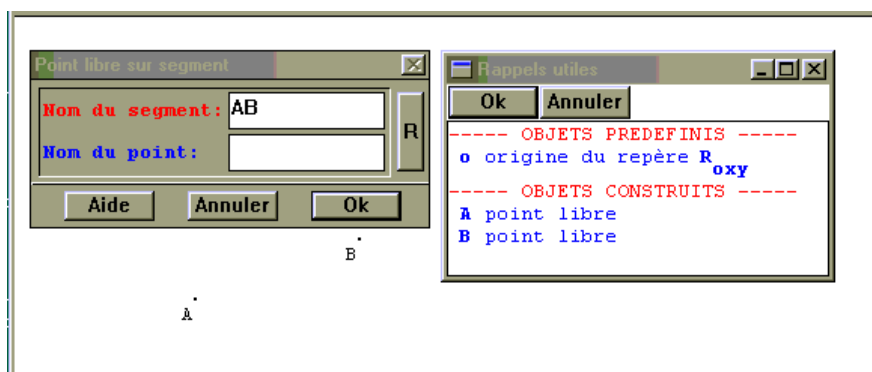 Point libre sur segment
Nom du segment: AB
R
Nom du point:
Aide Annuler Ok
Rappels utiles
Ok Annuler
----- OBJETS PREDEFINIS -----
o origine du repère Roxy
----- OBJETS CONSTRUITS -----
A point libre
B point libre
B
A